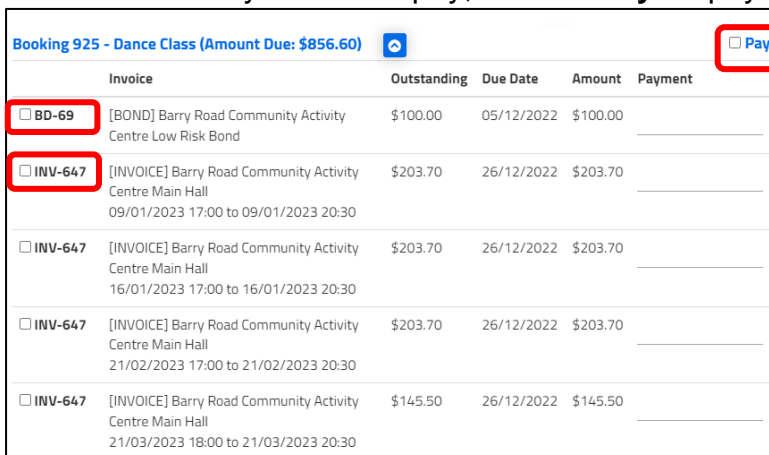 Booking 925 - Dance Class (Amount Due: $856.60) Pay
Invoice Outstanding Due Date Amount Payment
BD-69 [BOND] Barry Road Community Activity $100.00 05/12/2022 $100.00
Centre Low Risk Bond
INV-647 [INVOICE] Barry Road Community Activity $203.70 26/12/2022 $203.70
Centre Main Hall
09/01/2023 17:00 to 09/01/2023 20:30
INV-647 [INVOICE] Barry Road Community Activity $203.70 26/12/2022 $203.70
Centre Main Hall
16/01/2023 17:00 to 16/01/2023 20:30
INV-647 [INVOICE] Barry Road Community Activity $203.70 26/12/2022 $203.70
Centre Main Hall
21/02/2023 17:00 to 21/02/2023 20:30
INV-647 [INVOICE] Barry Road Community Activity $145.50 26/12/2022 $145.50
Centre Main Hall
21/03/2023 18:00 to 21/03/2023 20:30